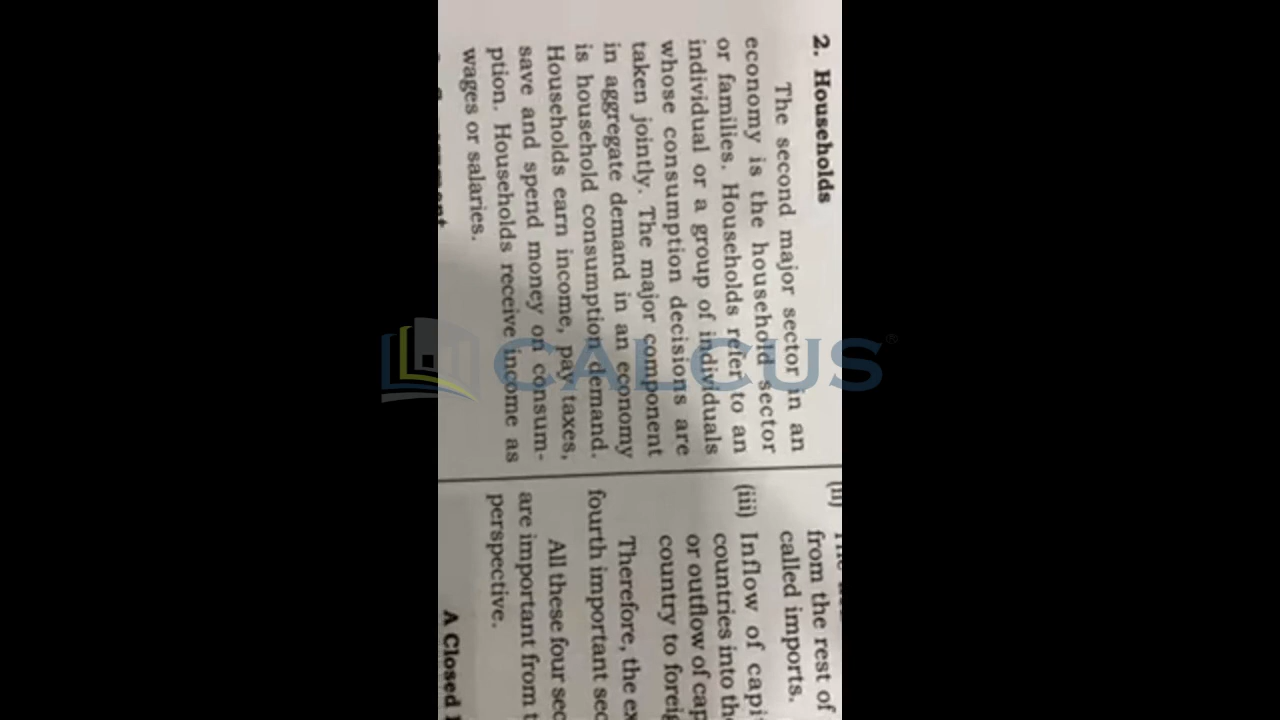 2. Households
The second major sector in an
economy is the household sector
or families. Households refer to an
individual or a group of individuals
whose consumption decisions are
taken jointly. The major component
in aggregate demand in an economy
is household consumption demand.
Households earn income, pay taxes,
save and spend money on consum-
ption. Households receive income as
wages or salaries.
(ii)
from the rest of
called imports.
(iii) Inflow of capi
countries into th
or outflow of cap
country to foreig
Therefore, the ex
fourth important sec
All these four sec
are important from t
perspective.
A Closed
CALCUS®